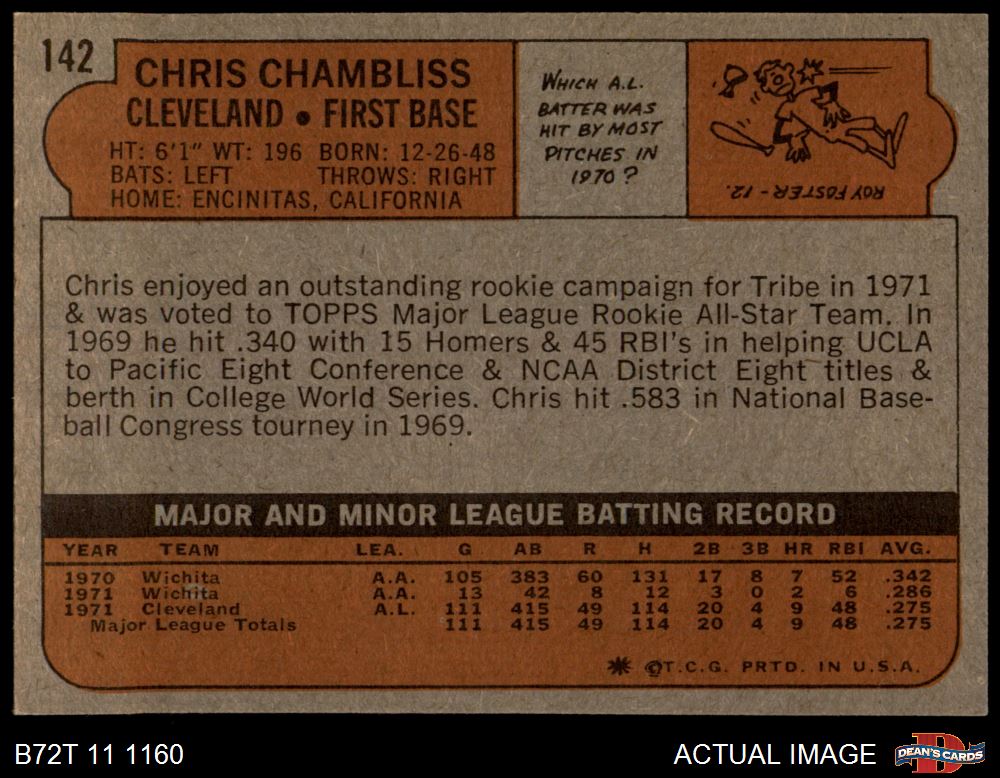 142
CHRIS CHAMBLISS
CLEVELAND • FIRST BASE
HT: 6'1" WT: 196 BORN: 12-26-48
BATS: LEFT THROWS: RIGHT
HOME: ENCINITAS, CALIFORNIA
WHICH A.L.
BATTER WAS
HIT BY MOST
PITCHES IN
1970?
ROY FOSTER - 12.
Chris enjoyed an outstanding rookie campaign for Tribe in 1971
& was voted to TOPPS Major League Rookie All-Star Team. In
1969 he hit .340 with 15 Homers & 45 RBI's in helping UCLA
to Pacific Eight Conference & NCAA District Eight titles &
berth in College World Series. Chris hit .583 in National Base-
ball Congress tourney in 1969.
MAJOR AND MINOR LEAGUE BATTING RECORD
YEAR TEAM LEA. G AB R H 2B 3B HR RBI AVG.
1970 Wichita A.A. 105 383 60 131 17 8 7 52 .342
1971 Wichita A.A. 13 42 8 12 3 0 2 6 .286
1971 Cleveland A.L. 111 415 49 114 20 4 9 48 .275
Major League Totals 111 415 49 114 20 4 9 48 .275
✷ ©T.C.G. PRTD. IN U.S.A.
B72T 11 1160
ACTUAL IMAGE
DEAN'S CARDS